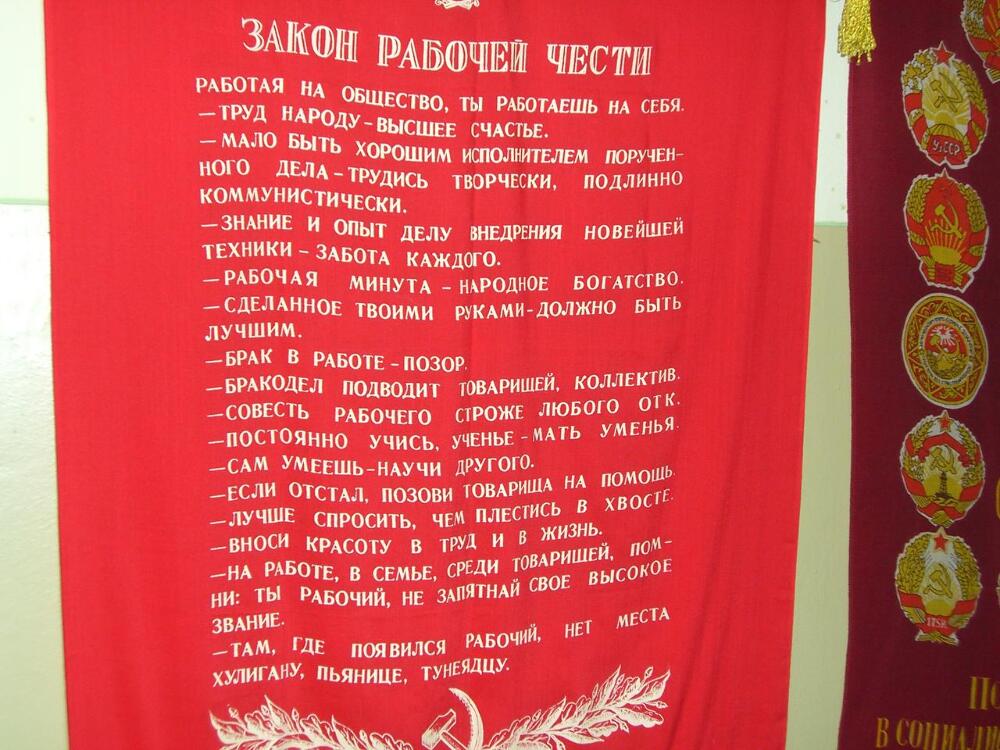 ЗАКОН РАБОЧЕЙ ЧЕСТИ
РАБОТАЯ НА ОБЩЕСТВО, ТЫ РАБОТАЕШЬ НА СЕБЯ.
—ТРУД НАРОДУ–ВЫСШЕЕ СЧАСТЬЕ.
—МАЛО БЫТЬ ХОРОШИМ ИСПОЛНИТЕЛЕМ ПОРУЧЕН-
НОГО ДЕЛА–ТРУДИСЬ ТВОРЧЕСКИ, ПОДЛИННО
КОММУНИСТИЧЕСКИ.
—ЗНАНИЕ И ОПЫТ ДЕЛУ ВНЕДРЕНИЯ НОВЕЙШЕЙ
ТЕХНИКИ–ЗАБОТА КАЖДОГО.
—РАБОЧАЯ МИНУТА–НАРОДНОЕ БОГАТСТВО.
—СДЕЛАННОЕ ТВОИМИ РУКАМИ–ДОЛЖНО БЫТЬ
ЛУЧШИМ.
—БРАК В РАБОТЕ–ПОЗОР.
—БРАКОДЕЛ ПОДВОДИТ ТОВАРИЩЕЙ, КОЛЛЕКТИВ.
—СОВЕСТЬ РАБОЧЕГО СТРОЖЕ ЛЮБОГО ОТК.
—ПОСТОЯННО УЧИСЬ, УЧЕНЬЕ–МАТЬ УМЕНЬЯ.
—САМ УМЕЕШЬ–НАУЧИ ДРУГОГО.
—ЕСЛИ ОТСТАЛ, ПОЗОВИ ТОВАРИЩА НА ПОМОЩЬ.
—ЛУЧШЕ СПРОСИТЬ, ЧЕМ ПЛЕСТИСЬ В ХВОСТЕ.
—ВНОСИ КРАСОТУ В ТРУД И В ЖИЗНЬ.
—НА РАБОТЕ, В СЕМЬЕ, СРЕДИ ТОВАРИЩЕЙ, ПОМ-
НИ: ТЫ РАБОЧИЙ, НЕ ЗАПЯТНАЙ СВОЕ ВЫСОКОЕ
ЗВАНИЕ.
—ТАМ, ГДЕ ПОЯВИЛСЯ РАБОЧИЙ, НЕТ МЕСТА
ХУЛИГАНУ, ПЬЯНИЦЕ, ТУНЕЯДЦУ.
УССР
В СОЦИАЛИ